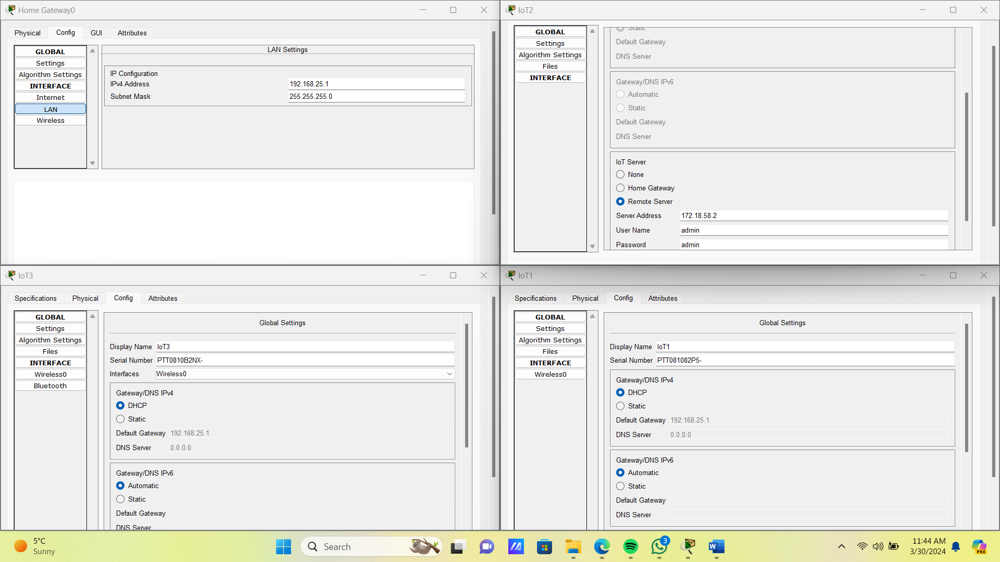 Home Gateway0
Physical
Config
GUI
Attributes
GLOBAL
Settings
Algorithm Settings
INTERFACE
Internet
LAN
Wireless
LAN Settings
IP Configuration
IPv4 Address
192.168.25.1
Subnet Mask
255.255.255.0
IoT2
GLOBAL
Settings
Algorithm Settings
Files
INTERFACE
Static
Default Gateway
DNS Server
Gateway/DNS IPv6
Automatic
Static
Default Gateway
DNS Server
IoT Server
None
Home Gateway
Remote Server
Server Address
172.18.58.2
User Name
admin
Password
admin
IoT3
Specifications
Physical
Config
Attributes
GLOBAL
Settings
Algorithm Settings
Files
INTERFACE
Wireless0
Bluetooth
Global Settings
Display Name
IoT3
Serial Number
PTT0810B2NX-
Interfaces
Wireless0
Gateway/DNS IPv4
DHCP
Static
Default Gateway
192.168.25.1
DNS Server
0.0.0.0
Gateway/DNS IPv6
Automatic
Static
Default Gateway
DNS Server
IoT1
Specifications
Physical
Config
Attributes
GLOBAL
Settings
Algorithm Settings
Files
INTERFACE
Wireless0
Global Settings
Display Name
IoT1
Serial Number
PTT081082P5-
Gateway/DNS IPv4
DHCP
Static
Default Gateway
192.168.25.1
DNS Server
0.0.0.0
Gateway/DNS IPv6
Automatic
Static
Default Gateway
DNS Server
5°C
Sunny
Search
3
W
11:44 AM
3/30/2024
PRE